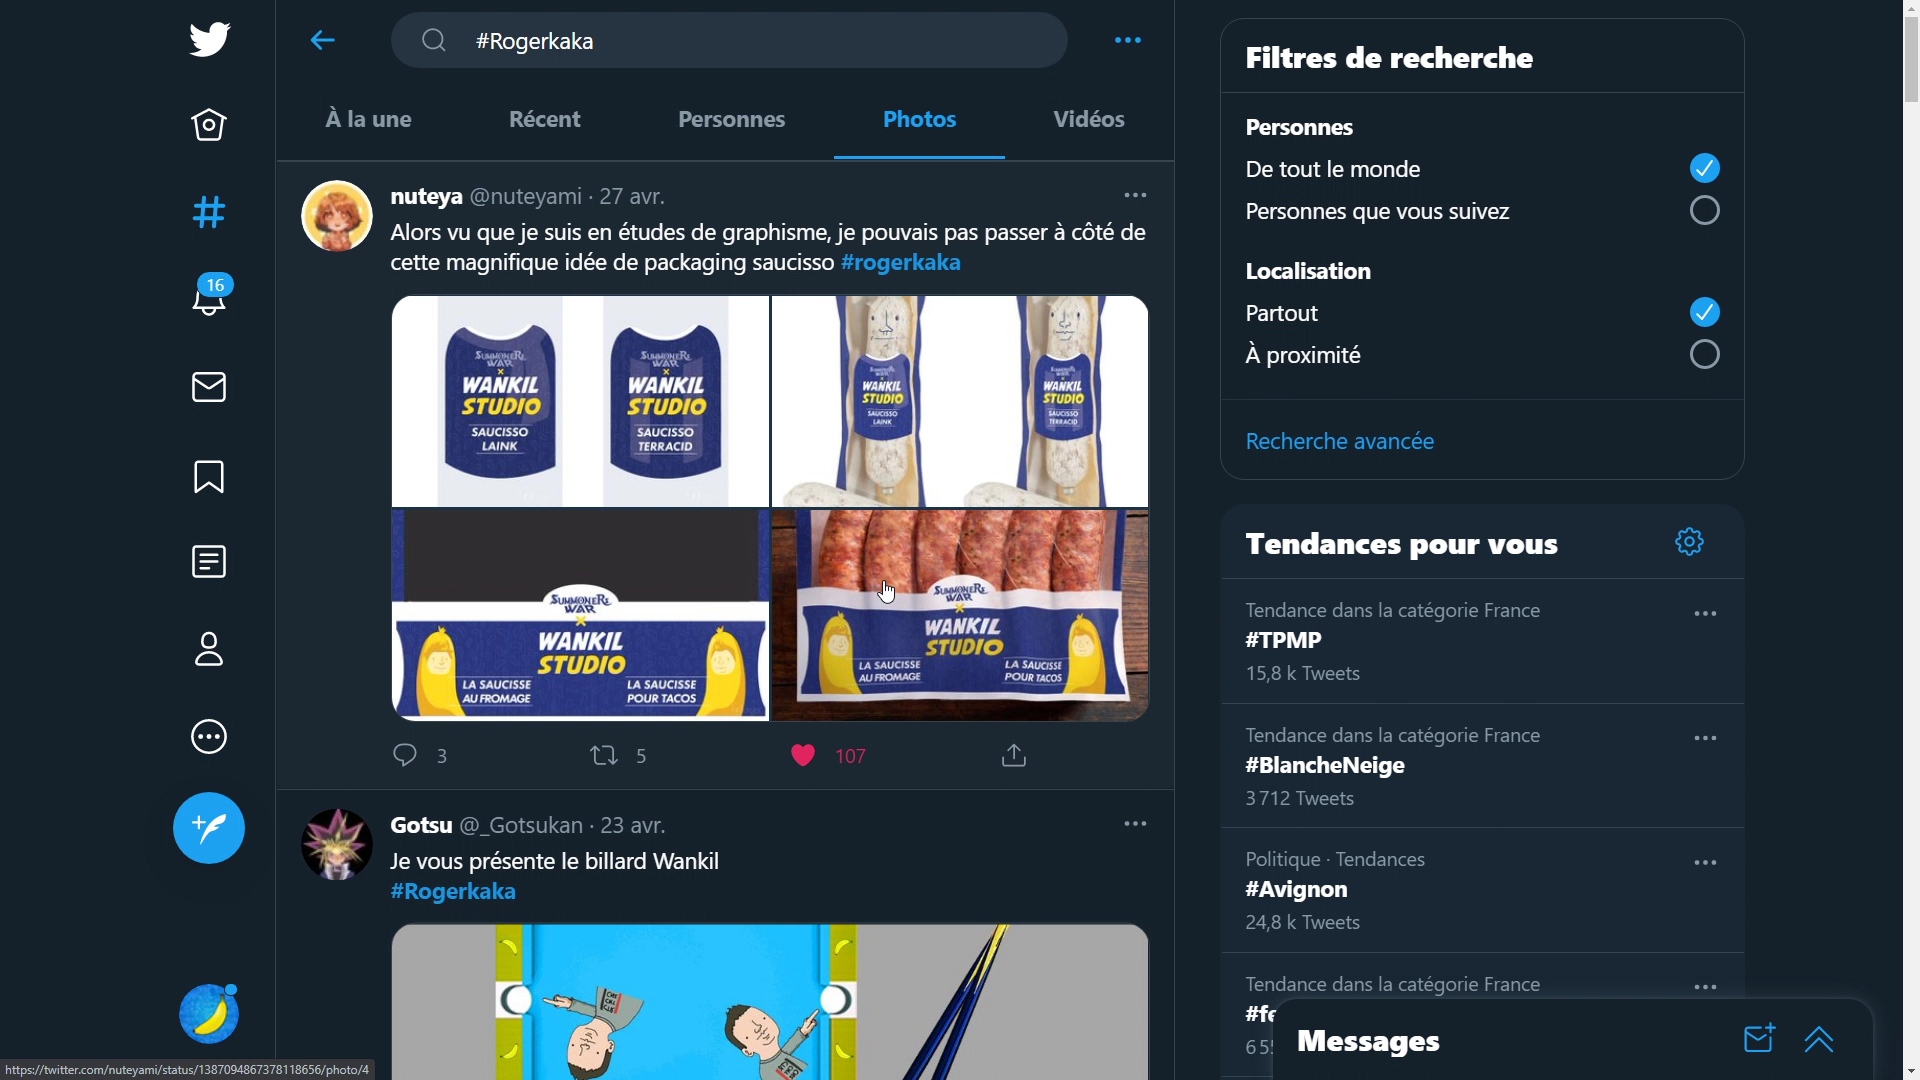 #Rogerkaka
À la une
Récent
Personnes
Photos
Vidéos
16
nuteya @nuteyami · 27 avr.
Alors vu que je suis en études de graphisme, je pouvais pas passer à côté de
cette magnifique idée de packaging saucisso #rogerkaka
SUMMONERS
WAR
x
WANKIL
STUDIO
SAUCISSO
LAINK
SUMMONERS
WAR
x
WANKIL
STUDIO
SAUCISSO
TERRACID
WANKIL
STUDIO
SAUCISSO
LAINK
WANKIL
STUDIO
SAUCISSO
TERRACID
SUMMONERS
WAR
x
WANKIL
STUDIO
LA SAUCISSE
AU FROMAGE
LA SAUCISSE
POUR TACOS
SUMMONERS
WAR
x
WANKIL
STUDIO
LA SAUCISSE
AU FROMAGE
LA SAUCISSE
POUR TACOS
3
5
107
Gotsu @_Gotsukan · 23 avr.
Je vous présente le billard Wankil
#Rogerkaka
Filtres de recherche
Personnes
De tout le monde
Personnes que vous suivez
Localisation
Partout
À proximité
Recherche avancée
Tendances pour vous
Tendance dans la catégorie France
#TPMP
15,8 k Tweets
Tendance dans la catégorie France
#BlancheNeige
3 712 Tweets
Politique · Tendances
#Avignon
24,8 k Tweets
Tendance dans la catégorie France
Messages
https://twitter.com/nuteyami/status/1387094867378118656/photo/4